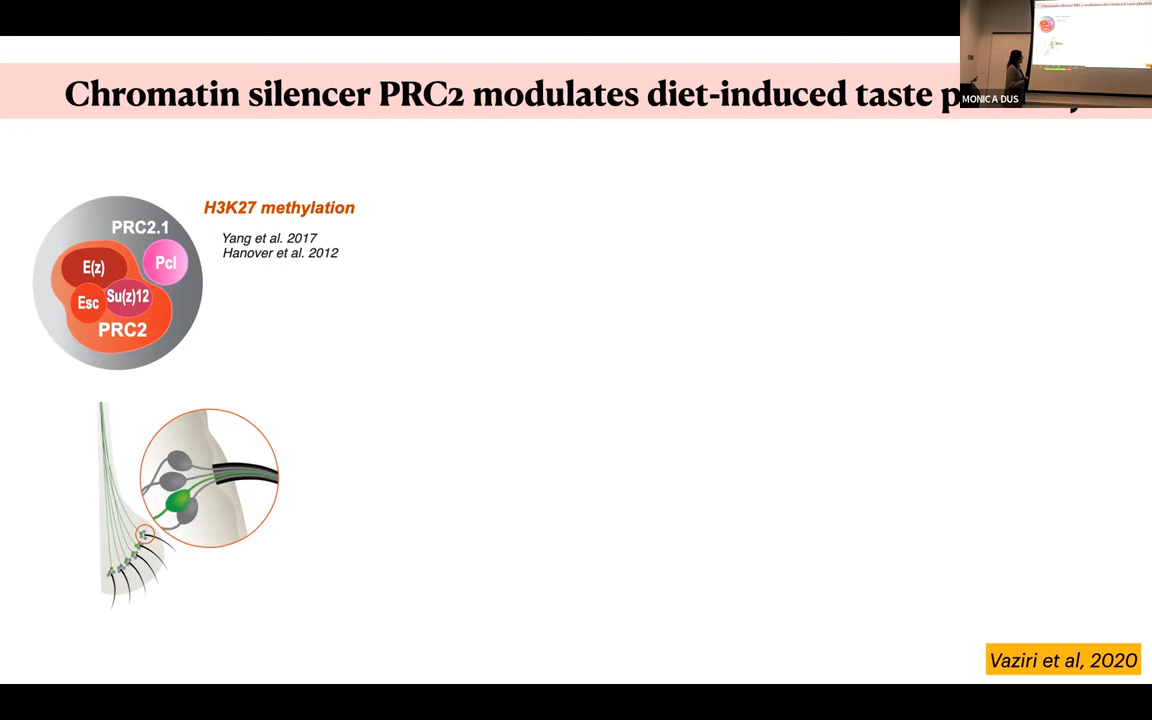 Chromatin silencer PRC2 modulates diet-induced taste
MONICA DUS
H3K27 methylation
PRC2.1
Yang et al. 2017
Hanover et al. 2012
E(z)
Pcl
Esc
Su(z)12
PRC2
Vaziri et al, 2020